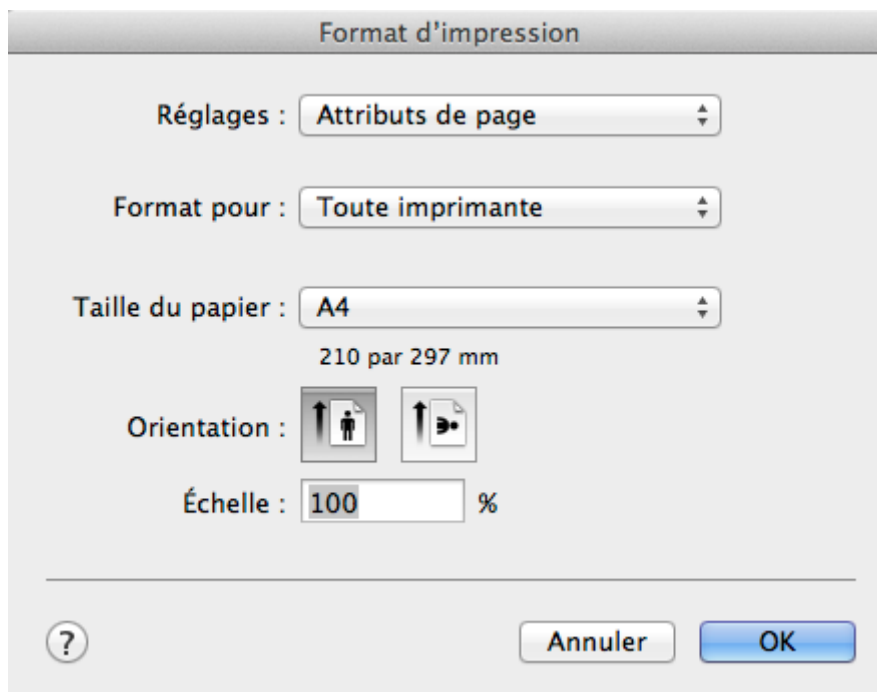 Format d’impression
Réglages : Attributs de page
Format pour : Toute imprimante
Taille du papier : A4
210 par 297 mm
Orientation :
Échelle : 100 %
? Annuler OK